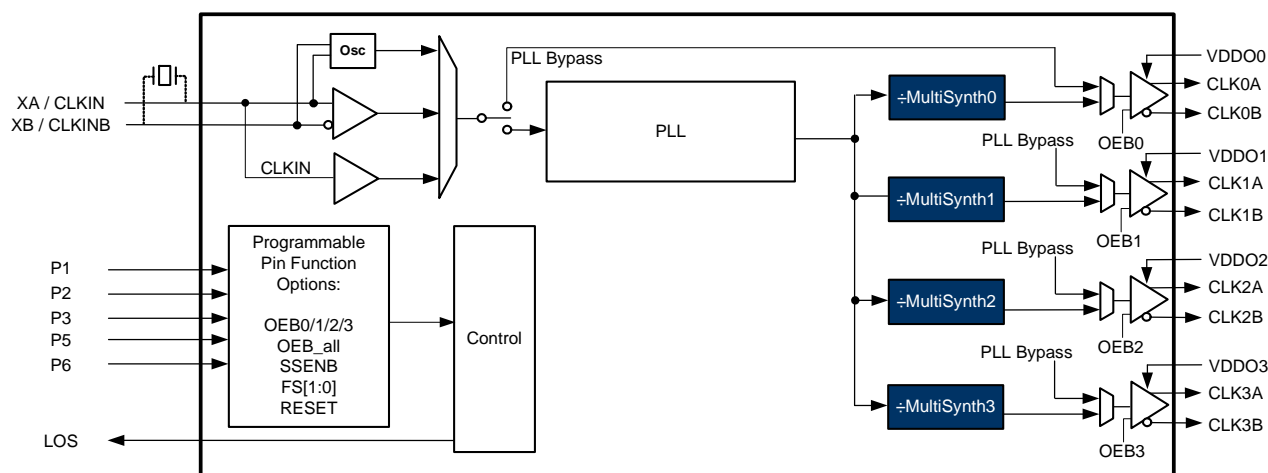 Osc
PLL Bypass
VDDO0
XA / CLKIN
XB / CLKINB
PLL
÷MultiSynth0
CLK0A
CLK0B
OEB0
CLKIN
PLL Bypass
VDDO1
÷MultiSynth1
CLK1A
CLK1B
OEB1
Programmable
Pin Function
Options:
OEB0/1/2/3
OEB_all
SSENB
FS[1:0]
RESET
Control
P1
P2
P3
P5
P6
LOS
PLL Bypass
VDDO2
÷MultiSynth2
CLK2A
CLK2B
OEB2
PLL Bypass
VDDO3
÷MultiSynth3
CLK3A
CLK3B
OEB3